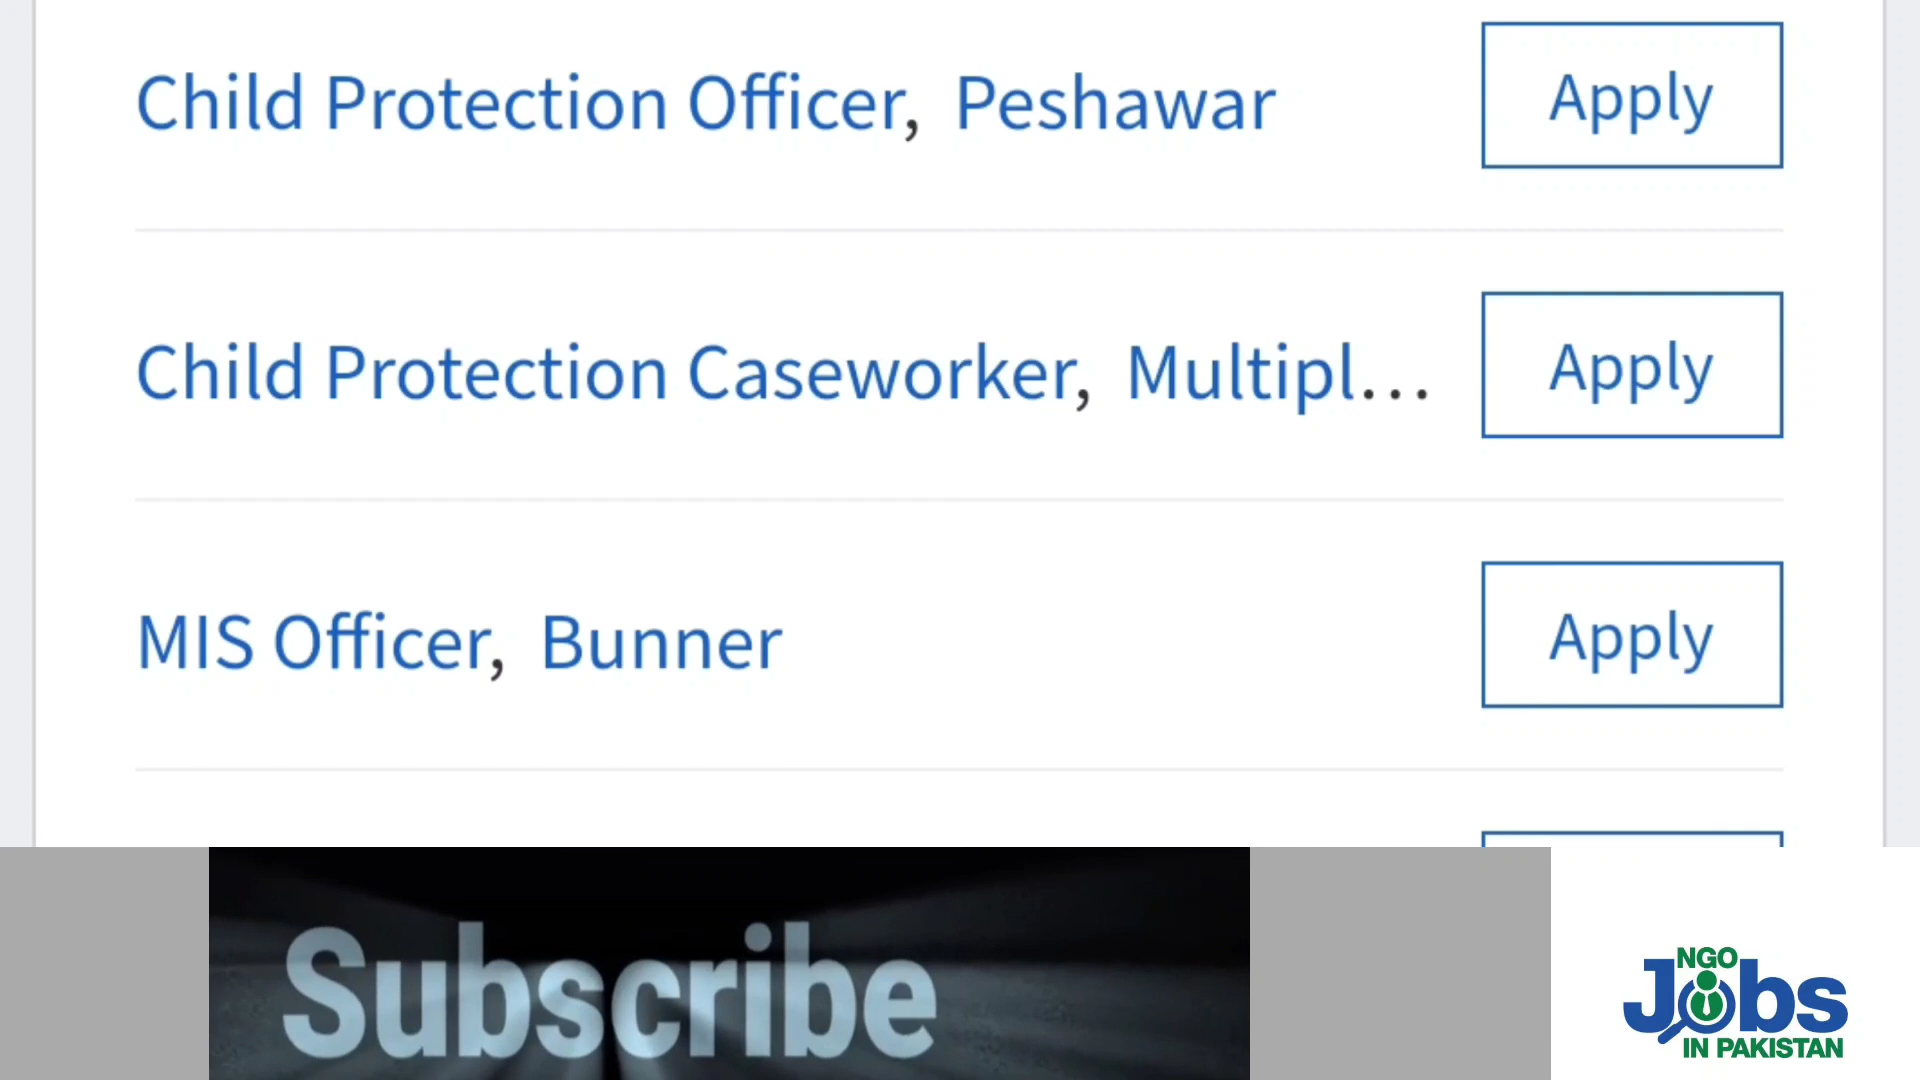 Child Protection Officer, Peshawar
Apply
Child Protection Caseworker, Multipl...
Apply
MIS Officer, Bunner
Apply
Subscribe
NGO
Jobs
IN PAKISTAN